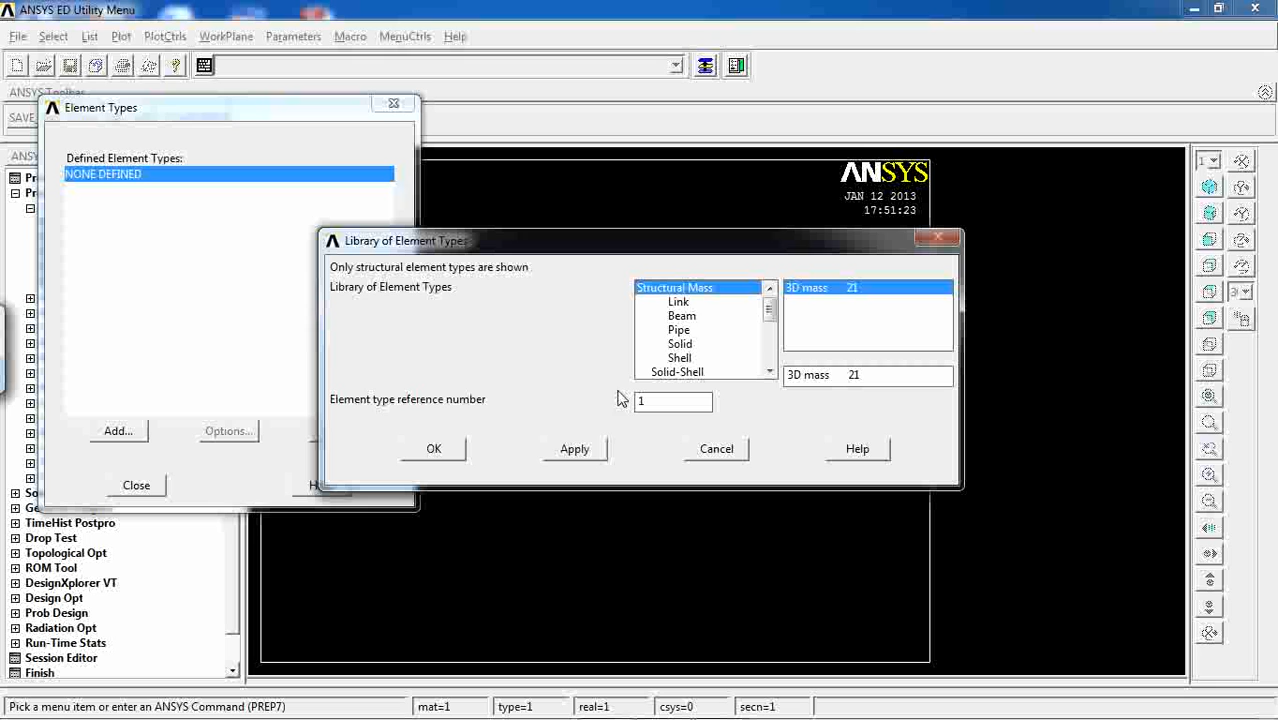 ANSYS ED Utility Menu
File Select List Plot PlotCtrls WorkPlane Parameters Macro MenuCtrls Help
ANSYS Toolbar
SAVE
Element Types
Defined Element Types:
NONE DEFINED
Add...
Options...
Close
ANSYS
JAN 12 2013
17:51:23
1
Library of Element Types
Only structural element types are shown
Library of Element Types
Structural Mass
Link
Beam
Pipe
Solid
Shell
Solid-Shell
3D mass 21
3D mass 21
Element type reference number
1
OK
Apply
Cancel
Help
TimeHist Postpro
Drop Test
Topological Opt
ROM Tool
DesignXplorer VT
Design Opt
Prob Design
Radiation Opt
Run-Time Stats
Session Editor
Finish
Pick a menu item or enter an ANSYS Command (PREP7)
mat=1
type=1
real=1
csys=0
secn=1